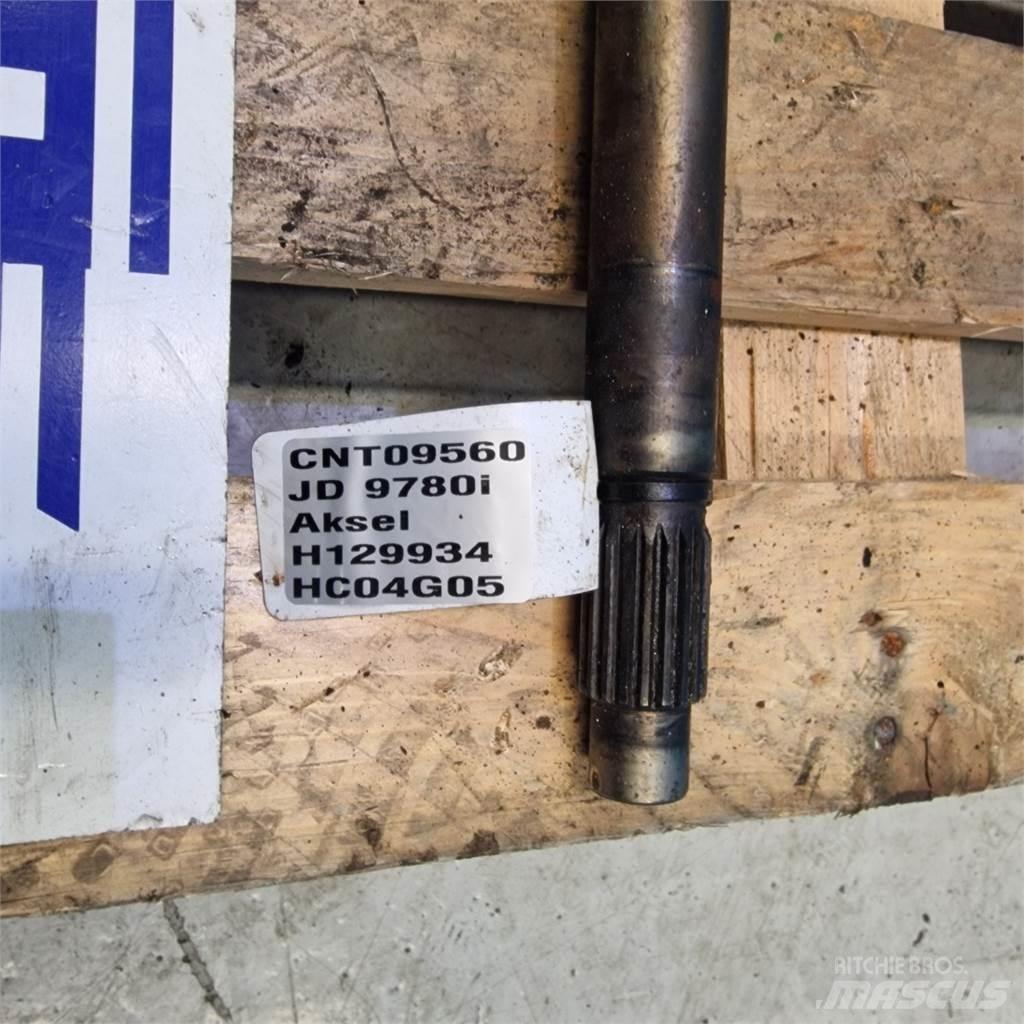 CNT09560
JD 9780i
Aksel
H129934
HC04G05
RITCHIE BROS.
MASCUS